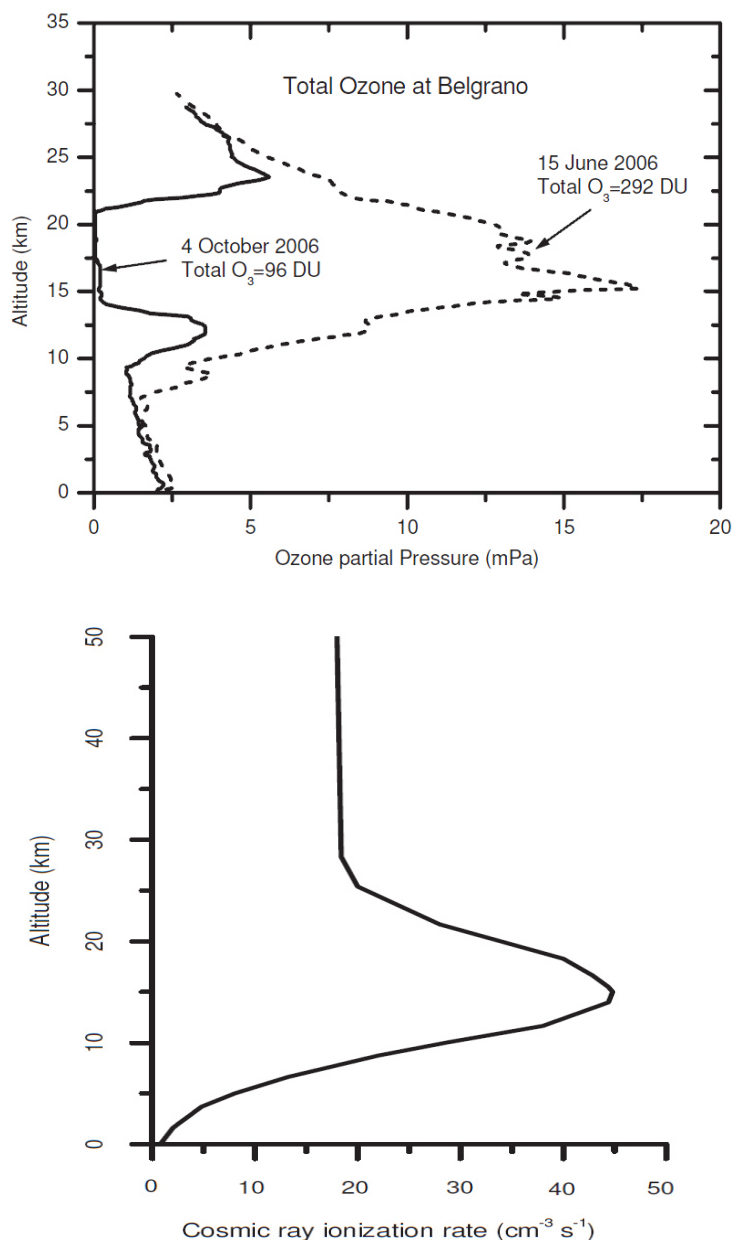 35
30
25
20
15
10
5
0
Altitude (km)
Total Ozone at Belgrano
15 June 2006
Total O₃=292 DU
4 October 2006
Total O₃=96 DU
0 5 10 15 20
Ozone partial Pressure (mPa)
50
40
30
20
10
0
Altitude (km)
0 10 20 30 40 50
Cosmic ray ionization rate (cm⁻³ s⁻¹)